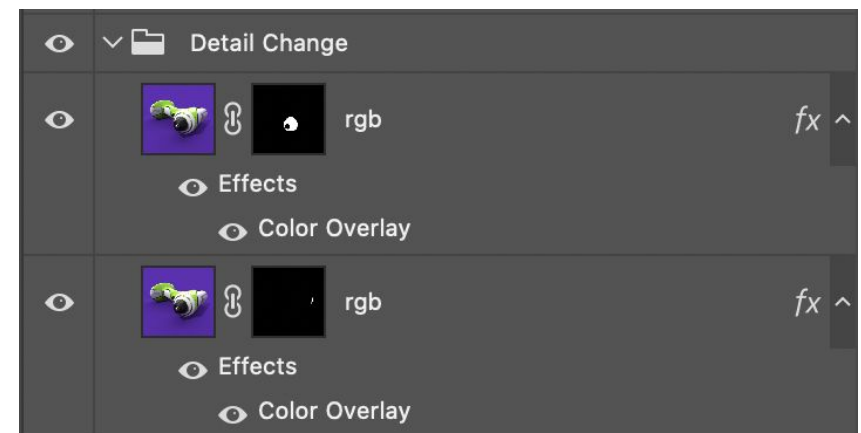 Detail Change
rgb fx
Effects
Color Overlay
rgb fx
Effects
Color Overlay